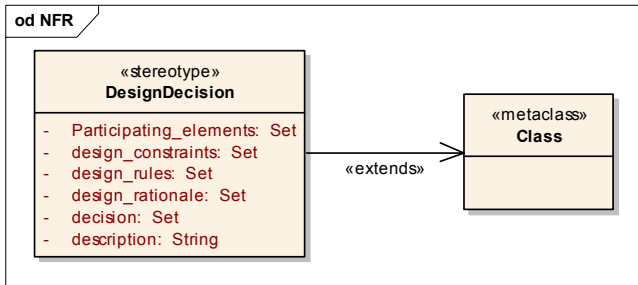 od NFR
«stereotype»
DesignDecision
- Participating_elements: Set
- design_constraints: Set
- design_rules: Set
- design_rationale: Set
- decision: Set
- description: String
«extends»
«metaclass»
Class